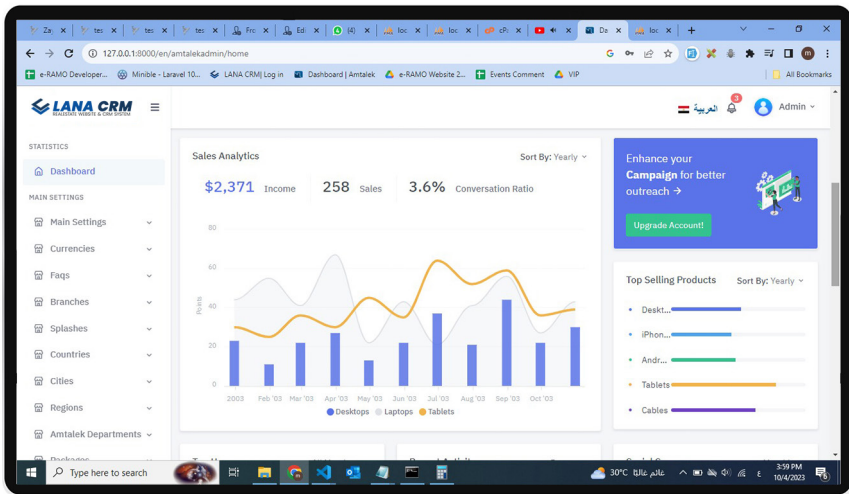 Za
tes
tes
tes
Fro
Edi
(4)
loc
loc
cPa
Da
loc
127.0.0.1:8000/en/amtalekadmin/home
e-RAMO Developer...
Minible - Laravel 10...
LANA CRM| Log in
Dashboard | Amtalek
e-RAMO Website 2...
Events Comment
VIP
All Bookmarks
LANA CRM
REALESTATE WEBSITE & CRM SYSTEM
العربية
3
Admin
STATISTICS
Dashboard
MAIN SETTINGS
Main Settings
Currencies
Faqs
Branches
Splashes
Countries
Cities
Regions
Amtalek Departments
Packages
Sales Analytics
Sort By: Yearly
$2,371 Income
258 Sales
3.6% Conversation Ratio
80
60
40
20
0
Points
2003 Feb '03 Mar '03 Apr '03 May '03 Jun '03 Jul '03 Aug '03 Sep '03 Oct '03
Desktops Laptops Tablets
Enhance your
Campaign for better
outreach →
Upgrade Account!
Top Selling Products
Sort By: Yearly
Deskt...
iPhon...
Andr...
Tablets
Cables
Type here to search
30°C غائم غالبًا
ع
3:59 PM
10/4/2023
6